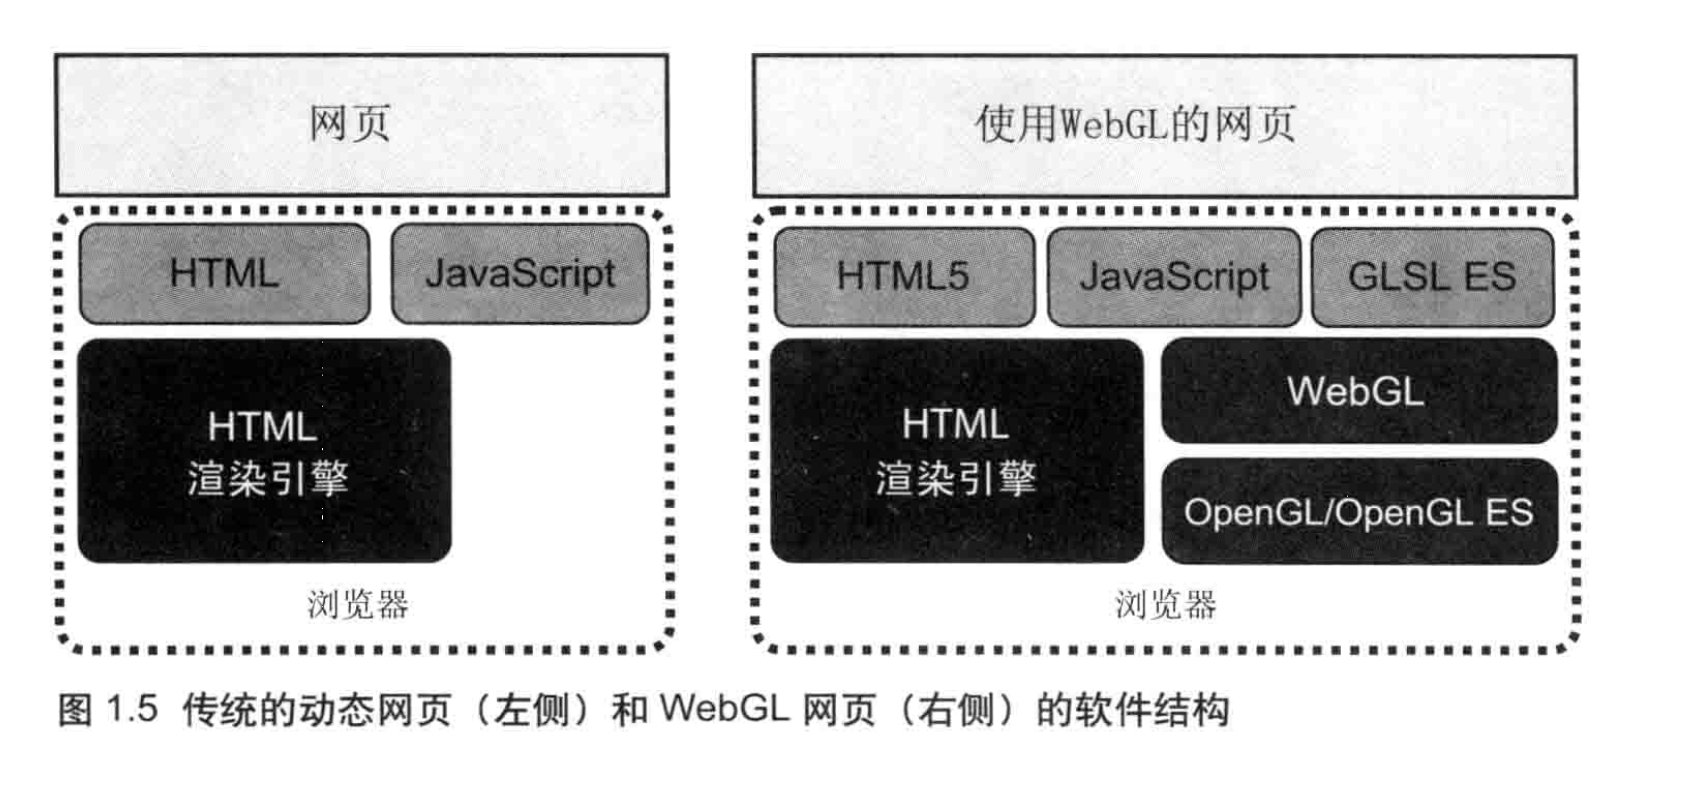 网页
HTML
JavaScript
HTML
渲染引擎
浏览器
使用WebGL的网页
HTML5
JavaScript
GLSL ES
HTML
渲染引擎
WebGL
OpenGL/OpenGL ES
浏览器
图 1.5 传统的动态网页（左侧）和 WebGL 网页（右侧）的软件结构